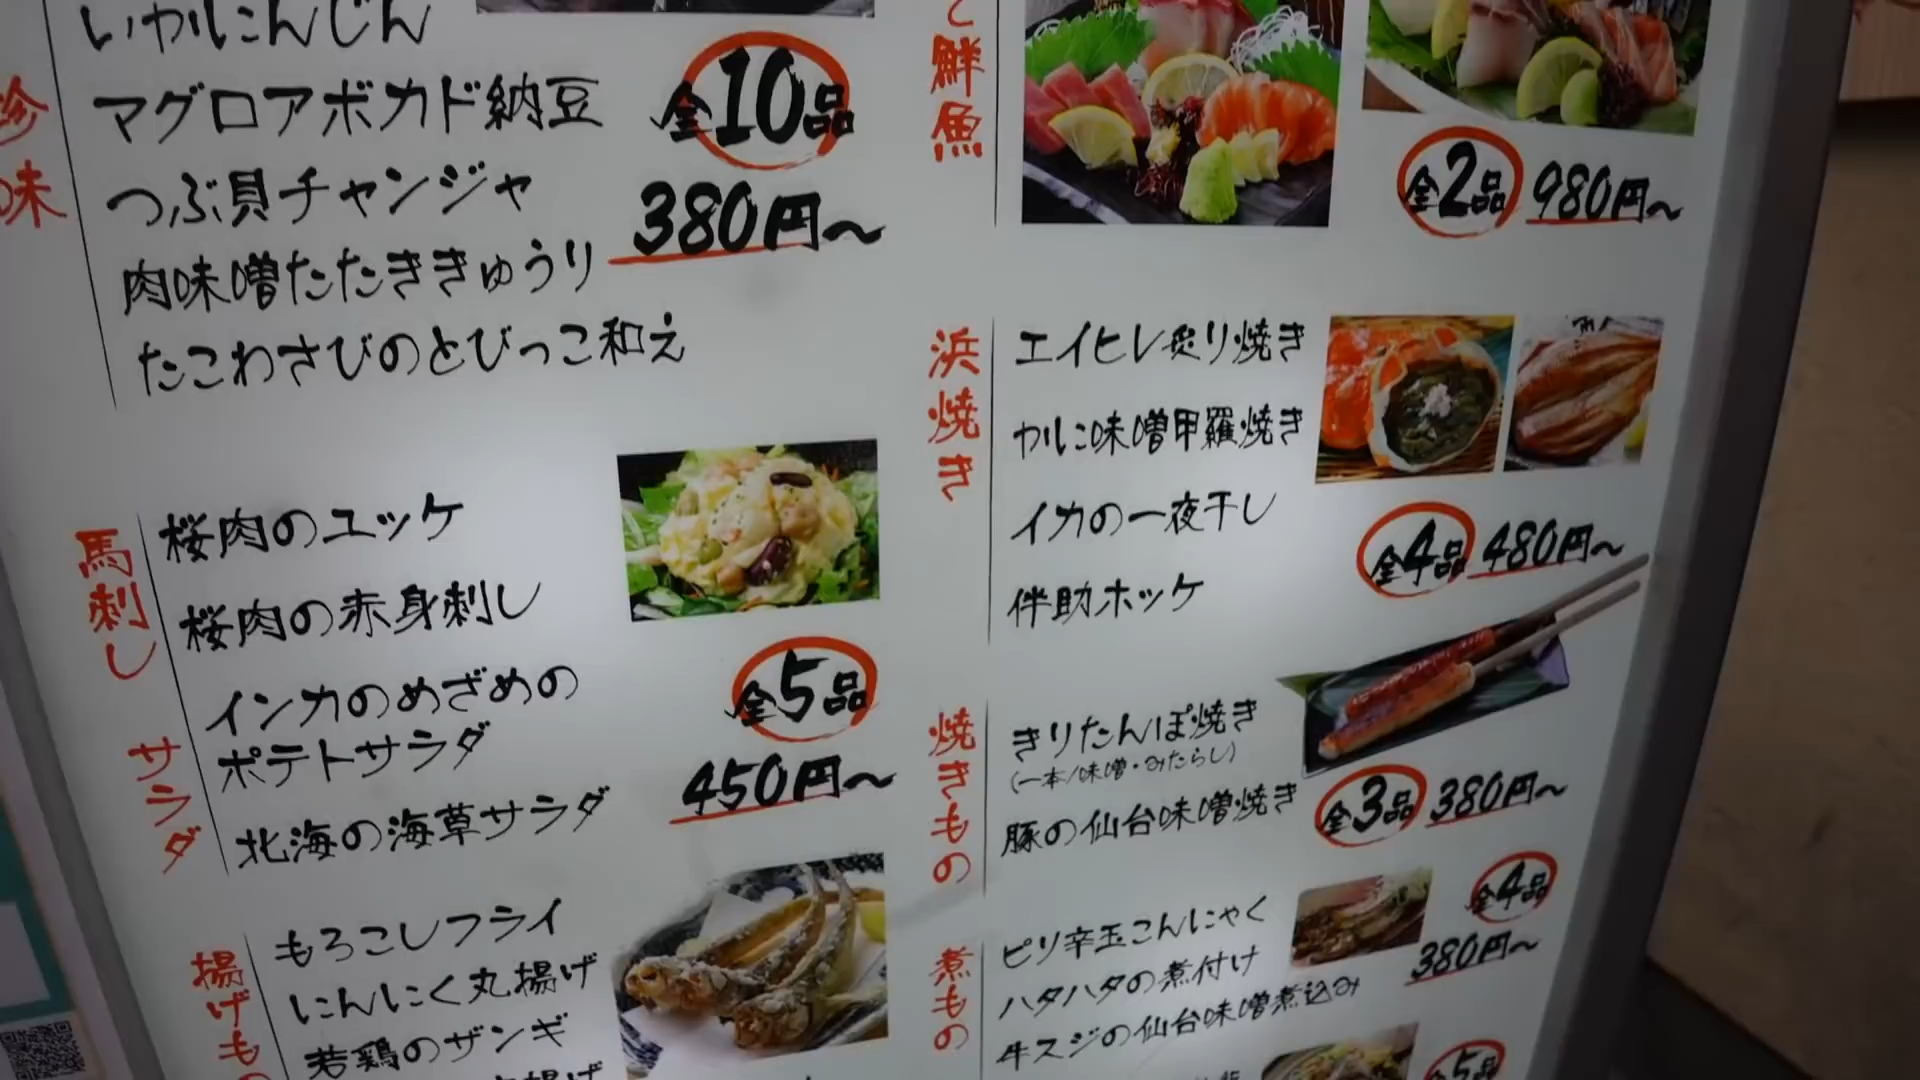 珍味
いかにんじん
マグロアボカド納豆
つぶ貝チャンジャ
肉味噌たたききゅうり
たこわさびのとびっこ和え
全10品
380円～
馬刺し
桜肉のユッケ
桜肉の赤身刺し
サラダ
インカのめざめの
ポテトサラダ
北海の海草サラダ
全5品
450円～
揚げも
もろこしフライ
にんにく丸揚げ
若鶏のザンギ
鮮魚
全2品 980円～
浜焼き
エイヒレ炙り焼き
かに味噌甲羅焼き
イカの一夜干し
伴助ホッケ
全4品 480円～
焼きもの
きりたんぽ焼き
(一本/味噌・みたらし)
豚の仙台味噌焼き
全3品 380円～
煮もの
ピリ辛玉こんにゃく
ハタハタの煮付け
牛スジの仙台味噌煮込み
全4品
380円～
全5品